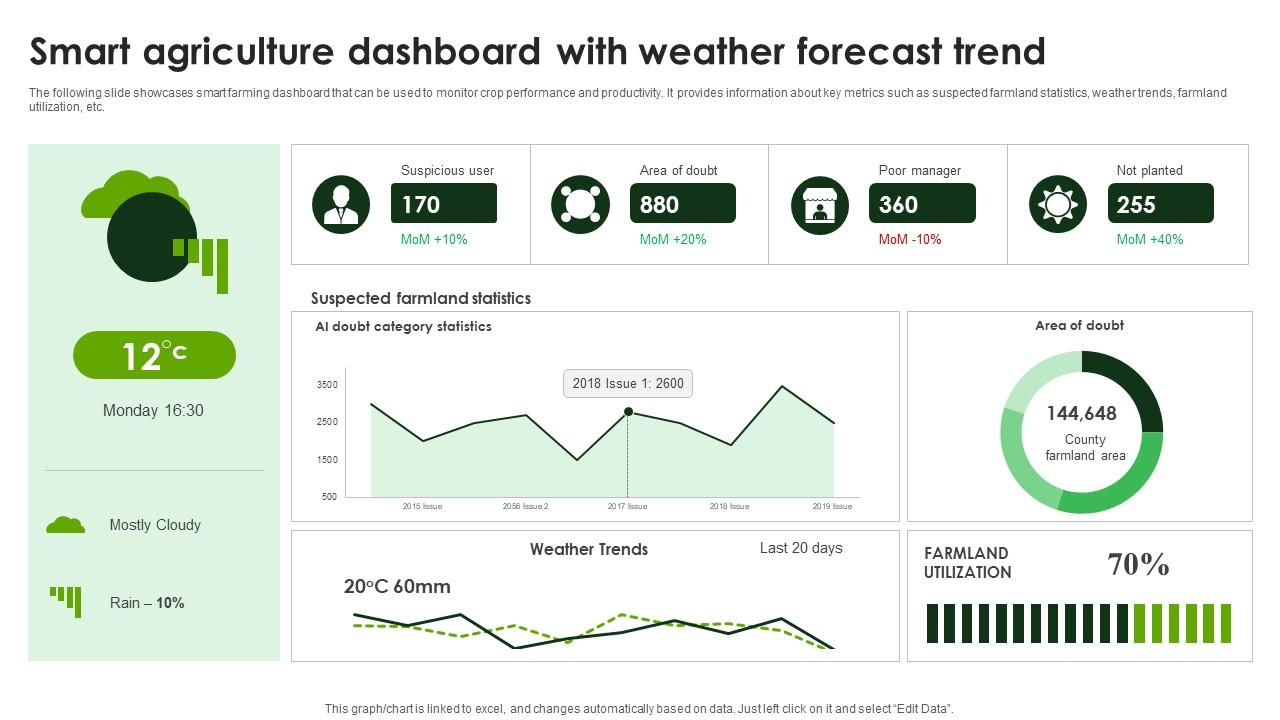 Smart agriculture dashboard with weather forecast trend
The following slide showcases smart farming dashboard that can be used to monitor crop performance and productivity. It provides information about key metrics such as suspected farmland statistics, weather trends, farmland
utilization, etc.
12°C
Monday 16:30
Mostly Cloudy
Rain – 10%
Suspicious user
170
MoM +10%
Area of doubt
880
MoM +20%
Poor manager
360
MoM -10%
Not planted
255
MoM +40%
Suspected farmland statistics
AI doubt category statistics
3500
2500
1500
500
2018 Issue 1: 2600
2015 Issue
2056 Issue 2
2017 Issue
2018 Issue
2019 Issue
Area of doubt
144,648
County
farmland area
Weather Trends
Last 20 days
20°C 60mm
FARMLAND
UTILIZATION
70%
This graph/chart is linked to excel, and changes automatically based on data. Just left click on it and select “Edit Data”.